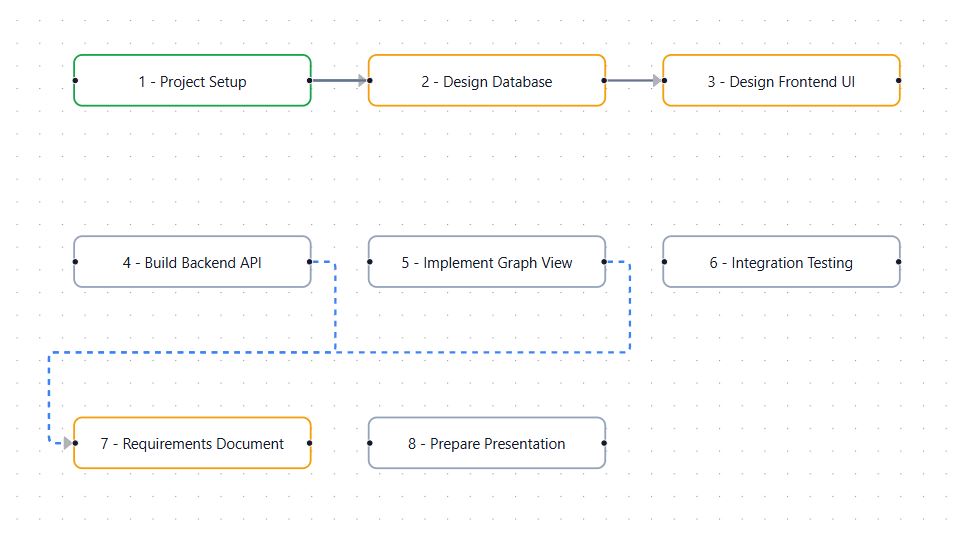 1 - Project Setup
2 - Design Database
3 - Design Frontend UI
4 - Build Backend API
5 - Implement Graph View
6 - Integration Testing
7 - Requirements Document
8 - Prepare Presentation